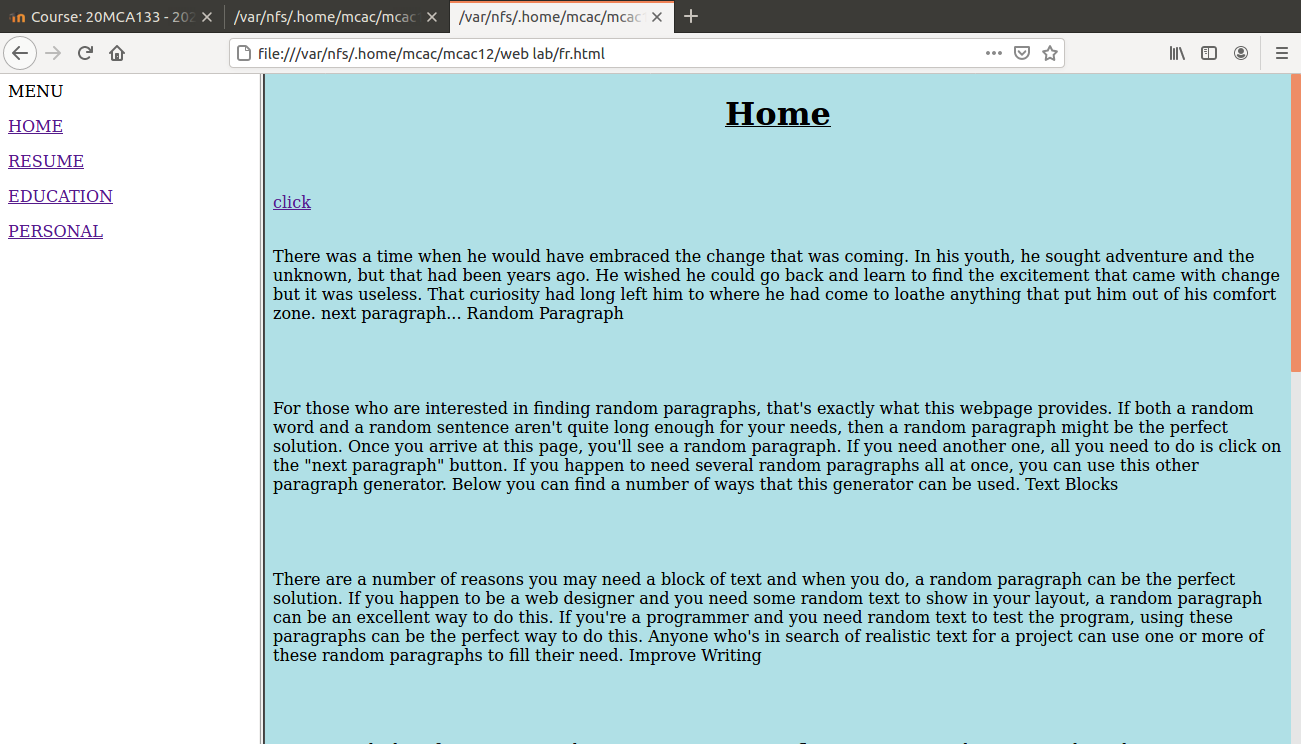 Course: 20MCA133 - 202
/var/nfs/.home/mcac/mcac
/var/nfs/.home/mcac/mcac1
file:///var/nfs/.home/mcac/mcac12/web lab/fr.html
MENU
HOME
RESUME
EDUCATION
PERSONAL
Home
click
There was a time when he would have embraced the change that was coming. In his youth, he sought adventure and the
unknown, but that had been years ago. He wished he could go back and learn to find the excitement that came with change
but it was useless. That curiosity had long left him to where he had come to loathe anything that put him out of his comfort
zone. next paragraph... Random Paragraph
For those who are interested in finding random paragraphs, that's exactly what this webpage provides. If both a random
word and a random sentence aren't quite long enough for your needs, then a random paragraph might be the perfect
solution. Once you arrive at this page, you'll see a random paragraph. If you need another one, all you need to do is click on
the "next paragraph" button. If you happen to need several random paragraphs all at once, you can use this other
paragraph generator. Below you can find a number of ways that this generator can be used. Text Blocks
There are a number of reasons you may need a block of text and when you do, a random paragraph can be the perfect
solution. If you happen to be a web designer and you need some random text to show in your layout, a random paragraph
can be an excellent way to do this. If you're a programmer and you need random text to test the program, using these
paragraphs can be the perfect way to do this. Anyone who's in search of realistic text for a project can use one or more of
these random paragraphs to fill their need. Improve Writing